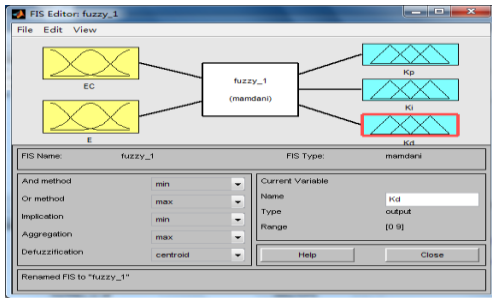 FIS Editor: fuzzy_1
File Edit View
EC
E
fuzzy_1
(mamdani)
Kp
Ki
Kd
FIS Name: fuzzy_1 FIS Type: mamdani
And method min
Or method max
Implication min
Aggregation max
Defuzzification centroid
Current Variable
Name Kd
Type output
Range [0 9]
Help Close
Renamed FIS to "fuzzy_1"